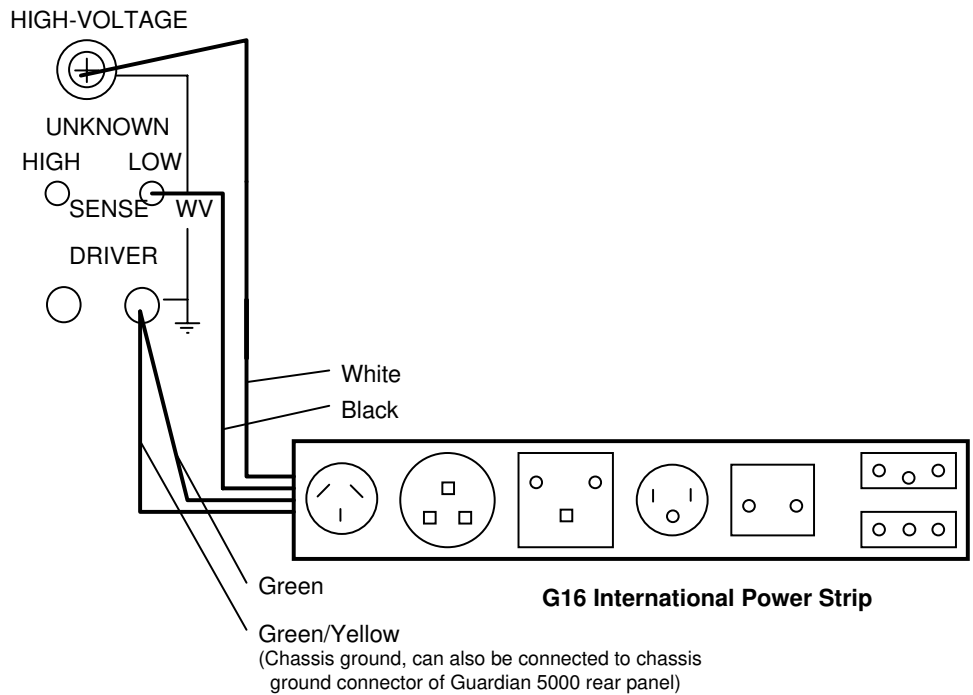 HIGH-VOLTAGE
UNKNOWN
HIGH LOW
SENSE WV
DRIVER
White
Black
Green
G16 International Power Strip
Green/Yellow
(Chassis ground, can also be connected to chassis
ground connector of Guardian 5000 rear panel)